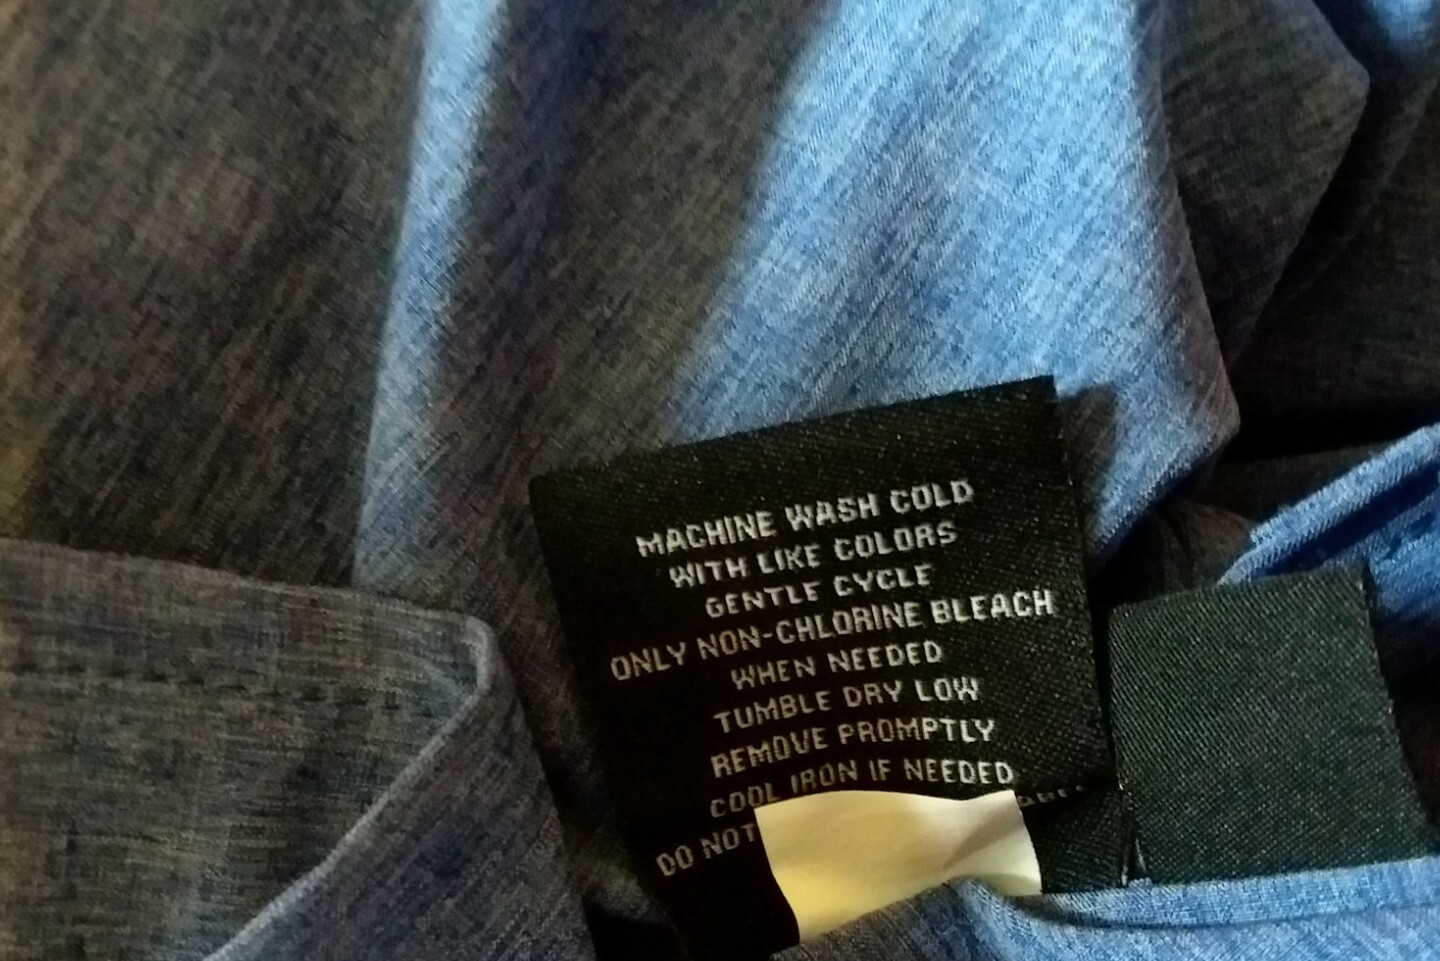 MACHINE WASH COLD
WITH LIKE COLORS
GENTLE CYCLE
ONLY NON-CHLORINE BLEACH
WHEN NEEDED
TUMBLE DRY LOW
REMOVE PROMPTLY
COOL IRON IF NEEDED
DO NOT